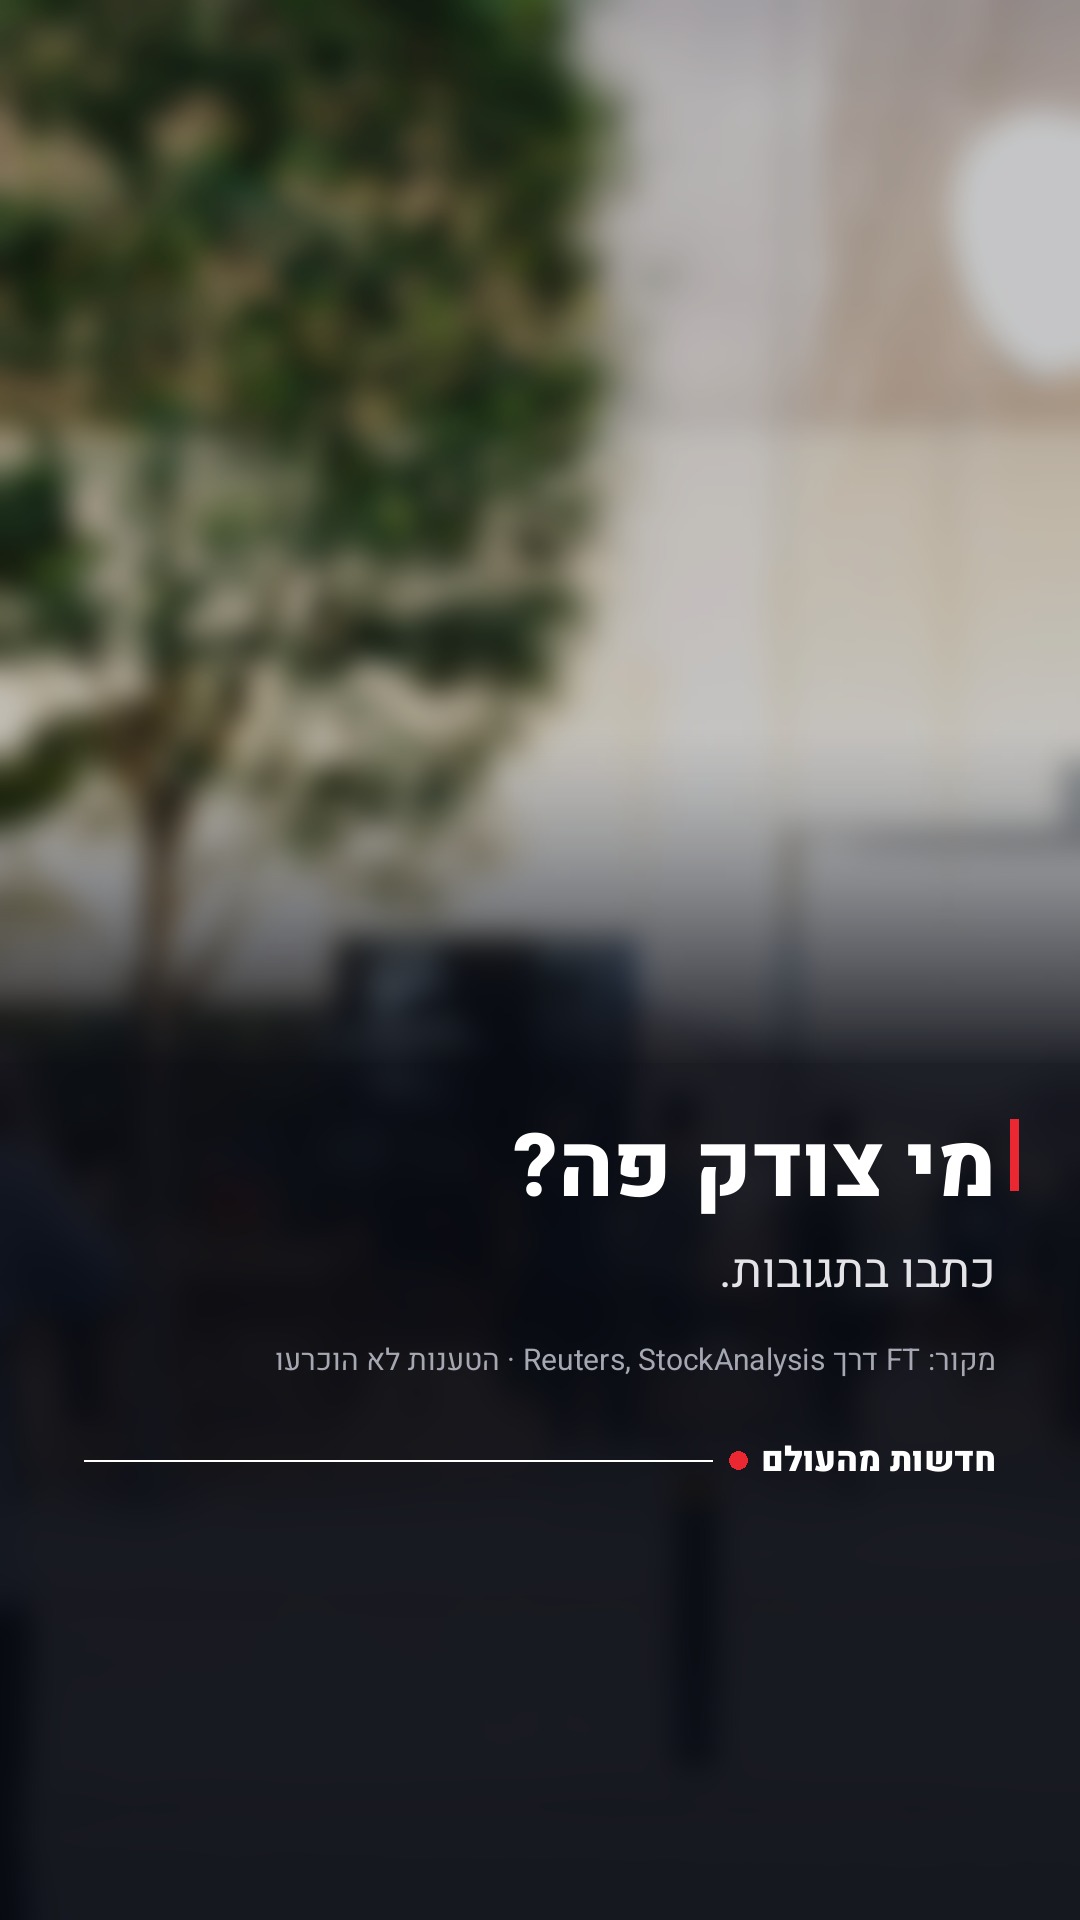 מי צודק פה?
כתבו בתגובות.
מקור: FT דרך Reuters, StockAnalysis · הטענות לא הוכרעו
חדשות מהעולם